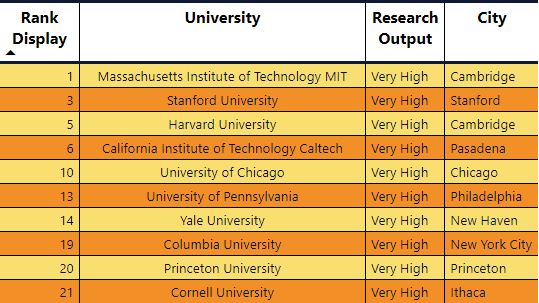 Rank Display University Research Output City
1 Massachusetts Institute of Technology MIT Very High Cambridge
3 Stanford University Very High Stanford
5 Harvard University Very High Cambridge
6 California Institute of Technology Caltech Very High Pasadena
10 University of Chicago Very High Chicago
13 University of Pennsylvania Very High Philadelphia
14 Yale University Very High New Haven
19 Columbia University Very High New York City
20 Princeton University Very High Princeton
21 Cornell University Very High Ithaca